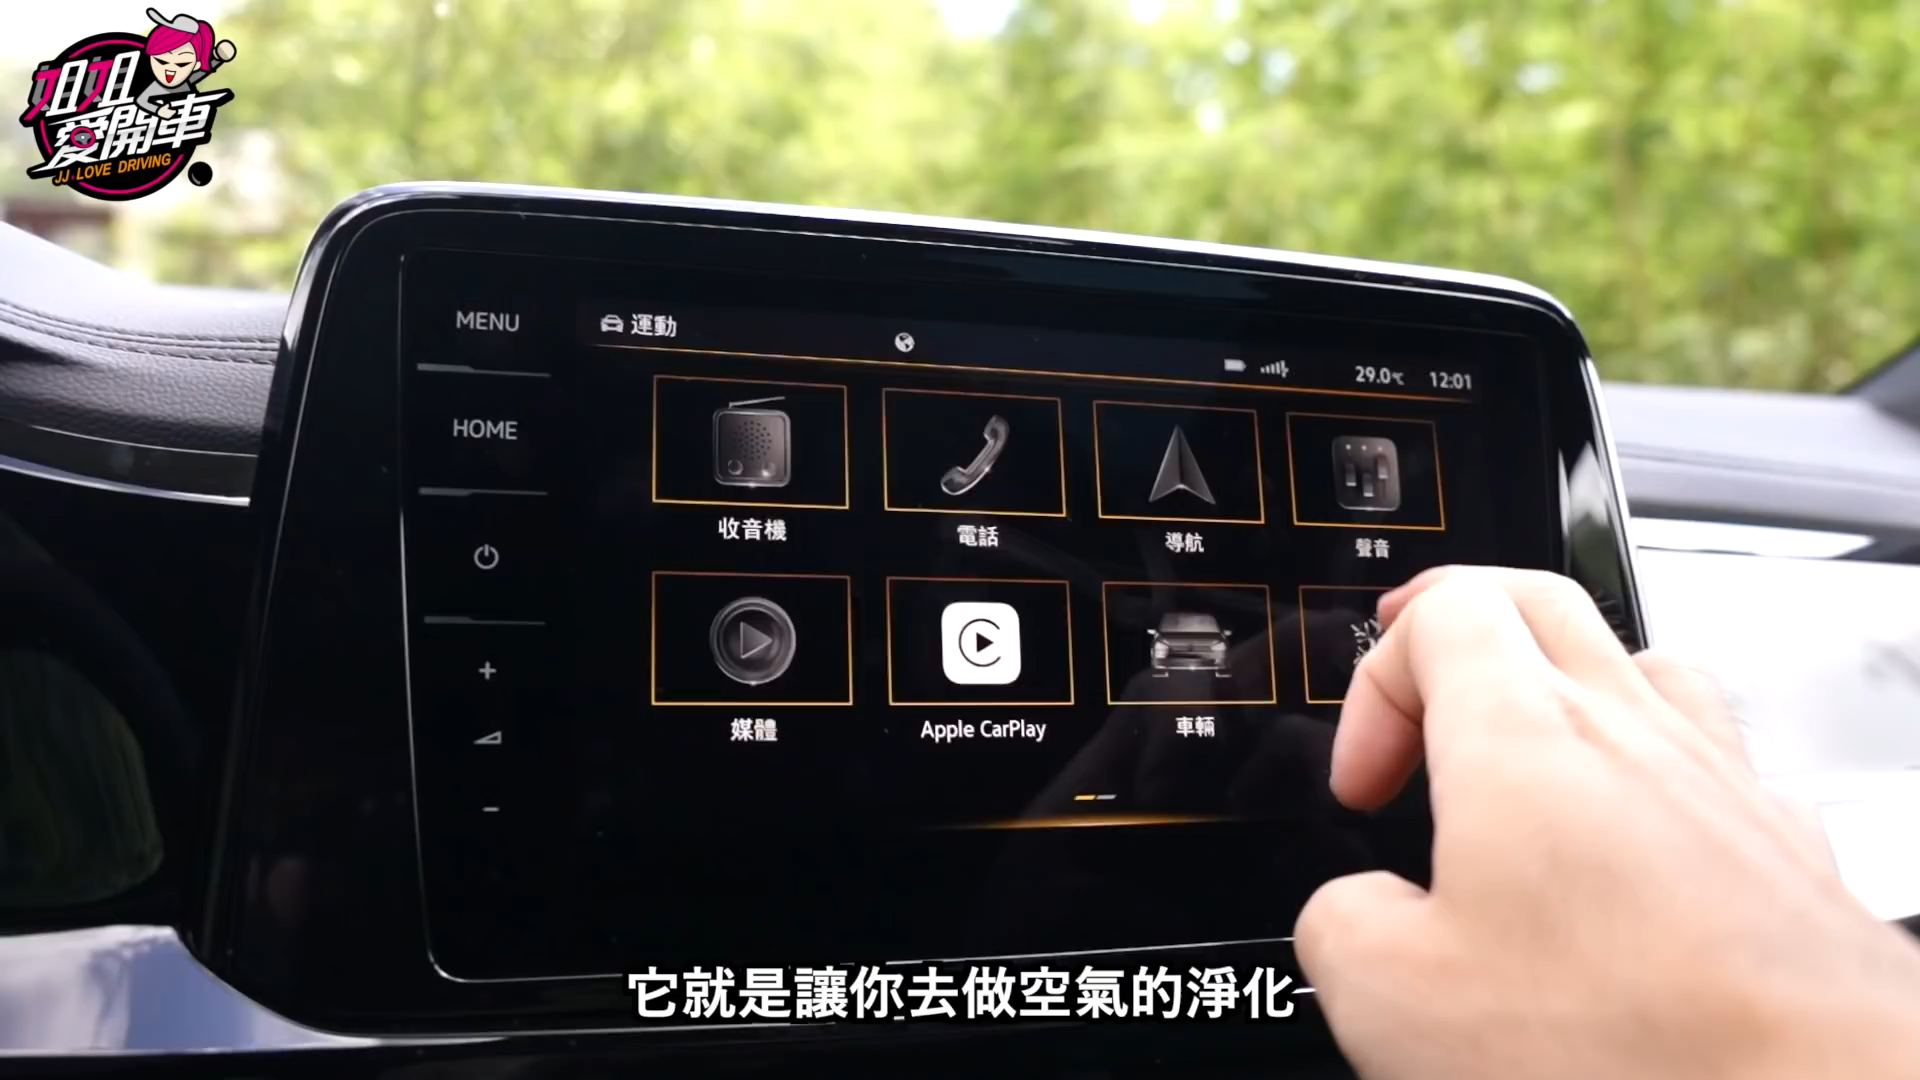 姐姐
愛開車
JJ LOVE DRIVING
MENU
HOME
運動
29.0℃ 12:01
收音機
電話
導航
聲音
媒體
Apple CarPlay
車輛
它就是讓你去做空氣的淨化